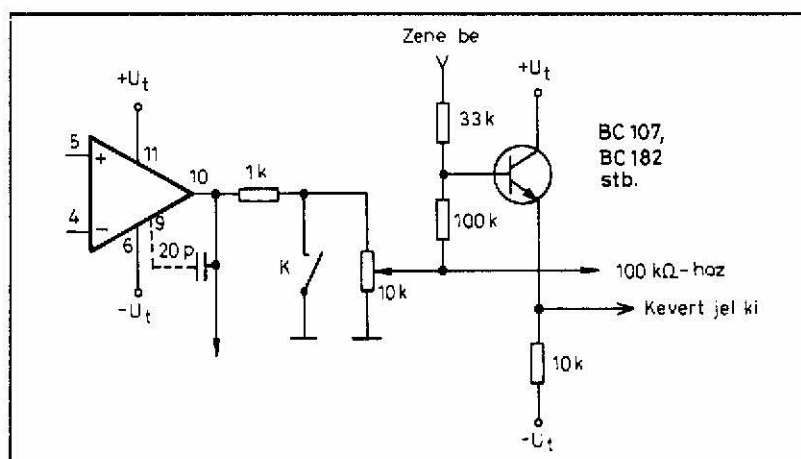 Zene be
+Ut
+Ut
33k
BC 107,
BC 182
stb.
5
+
11
10
1k
4
−
6
9
20 p
100k
K
10k
100 kΩ-hoz
Kevert jel ki
-Ut
10k
-Ut